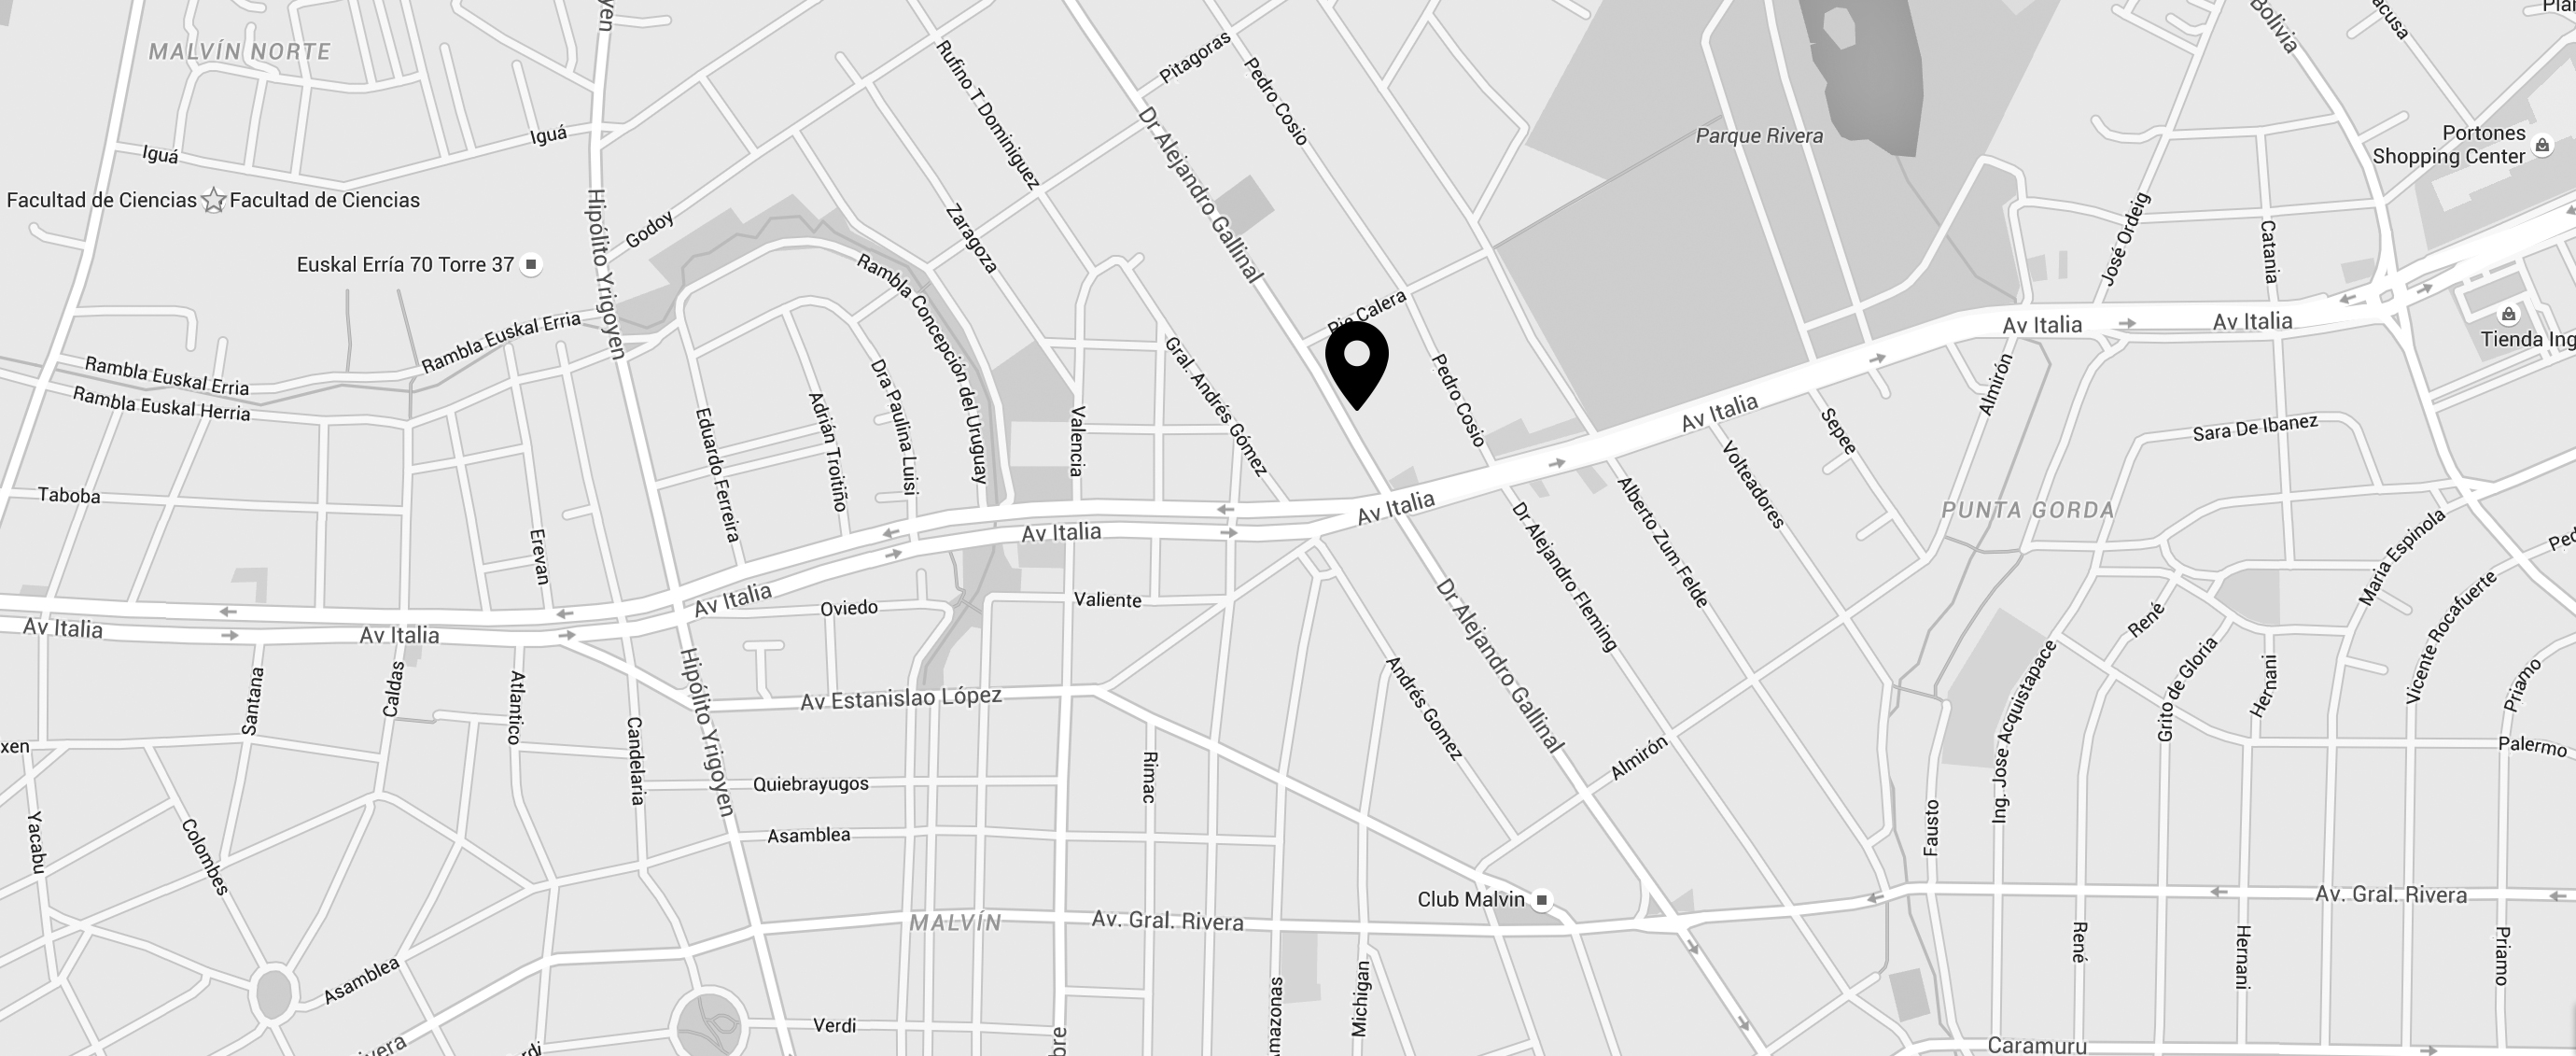 MALVÍN NORTE
Iguá
Iguá
Facultad de Ciencias
Facultad de Ciencias
Euskal Erría 70 Torre 37
Rambla Euskal Erria
Rambla Euskal Erria
Rambla Euskal Herria
Taboba
Hipólito Yrigoyen
Godoy
Rufino T Dominiguez
Zaragoza
Pitagoras
Pedro Cosio
Dr Alejandro Gallinal
Parque Rivera
Bolivia
Portones
Shopping Center
José Ordeig
Catania
Calera
Rambla Concepción del Uruguay
Dra Paulina Luisi
Adrián Troitiño
Eduardo Ferreira
Valencia
Gral. Andrés Gómez
Pedro Cosio
Av Italia
Av Italia
Av Italia
Av Italia
Av Italia
Av Italia
Av Italia
Av Italia
Tienda Ing
Almirón
Sepee
Volteadores
Sara De Ibanez
PUNTA GORDA
Erevan
Oviedo
Valiente
Dr Alejandro Fleming
Alberto Zum Felde
Maria Espinola
Vicente Rocafuerte
René
Grito de Gloria
Hernani
Priamo
Palermo
Santana
Caldas
Atlantico
Candelaria
Hipólito Yrigoyen
Av Estanislao López
Andrés Gomez
Dr Alejandro Gallinal
Almirón
Ing. Jose Acquistapace
Fausto
xen
Yacabu
Colombes
Quiebrayugos
Rimac
Asamblea
Club Malvin
MALVÍN
Av. Gral. Rivera
Av. Gral. Rivera
Asamblea
Verdi
Amazonas
Michigan
René
Hernani
Priamo
Caramuru